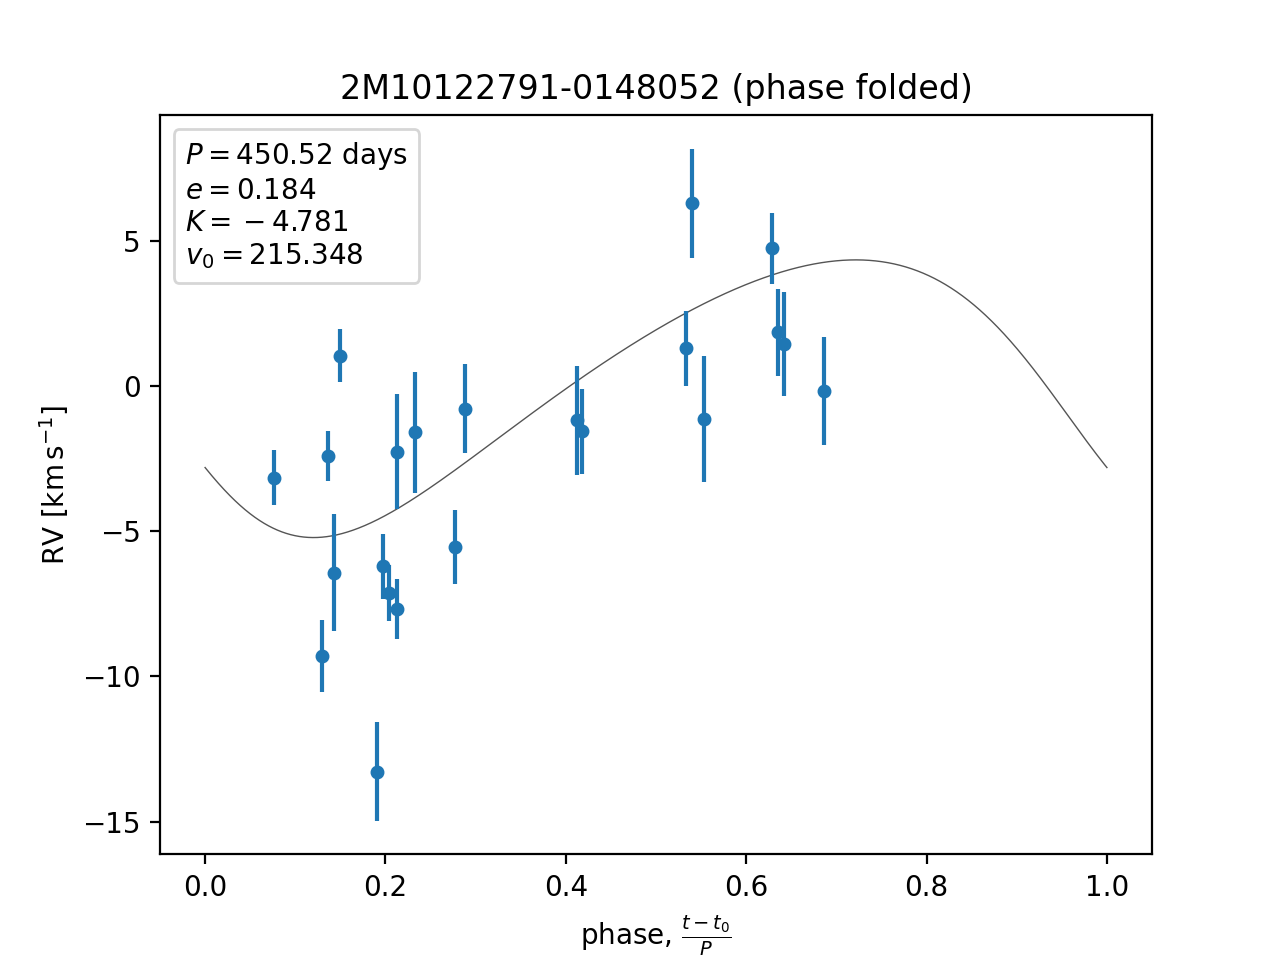 2M10122791-0148052 (phase folded)
P = 450.52 days
e = 0.184
K = −4.781
v₀ = 215.348
RV [km s⁻¹]
5
0
−5
−10
−15
0.0 0.2 0.4 0.6 0.8 1.0
phase, (t − t₀)/P